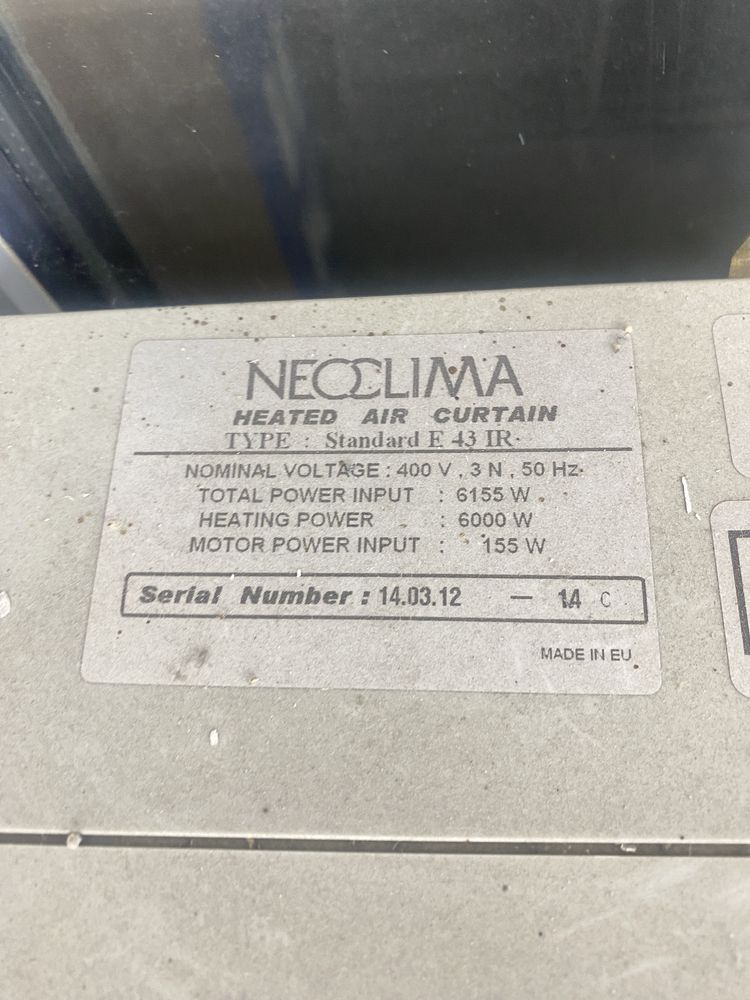 NEOCLIMA
HEATED AIR CURTAIN
TYPE : Standard E 43 IR
NOMINAL VOLTAGE : 400 V , 3 N , 50 Hz
TOTAL POWER INPUT : 6155 W
HEATING POWER : 6000 W
MOTOR POWER INPUT : 155 W
Serial Number : 14.03.12 — 14 C
MADE IN EU